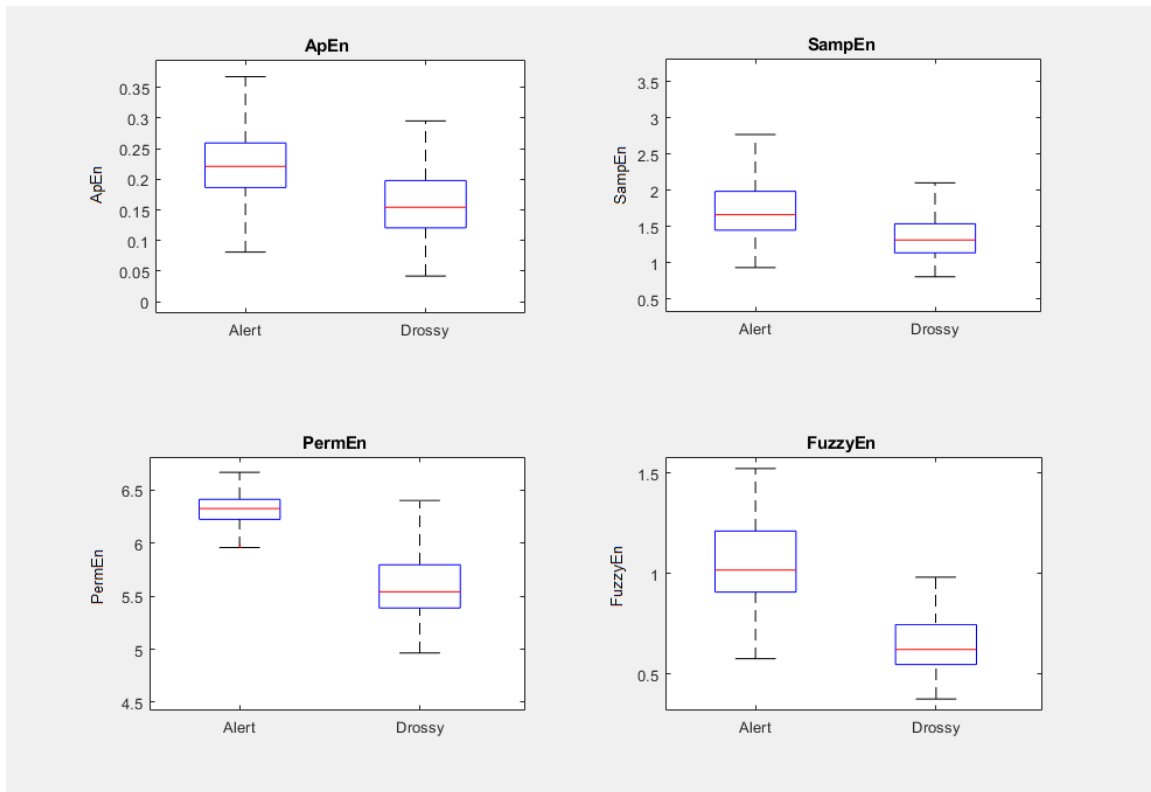 ApEn
ApEn
0.35
0.3
0.25
0.2
0.15
0.1
0.05
0
Alert Drossy
SampEn
SampEn
3.5
3
2.5
2
1.5
1
0.5
Alert Drossy
PermEn
PermEn
6.5
6
5.5
5
4.5
Alert Drossy
FuzzyEn
FuzzyEn
1.5
1
0.5
Alert Drossy